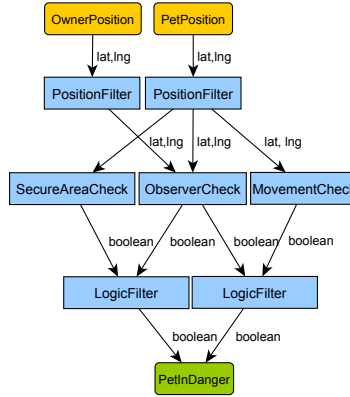 OwnerPosition
PetPosition
lat,lng
lat,lng
PositionFilter
PositionFilter
lat,lng
lat,lng
lat, lng
SecureAreaCheck
ObserverCheck
MovementCheck
boolean
boolean
boolean
boolean
LogicFilter
LogicFilter
boolean
boolean
PetInDanger